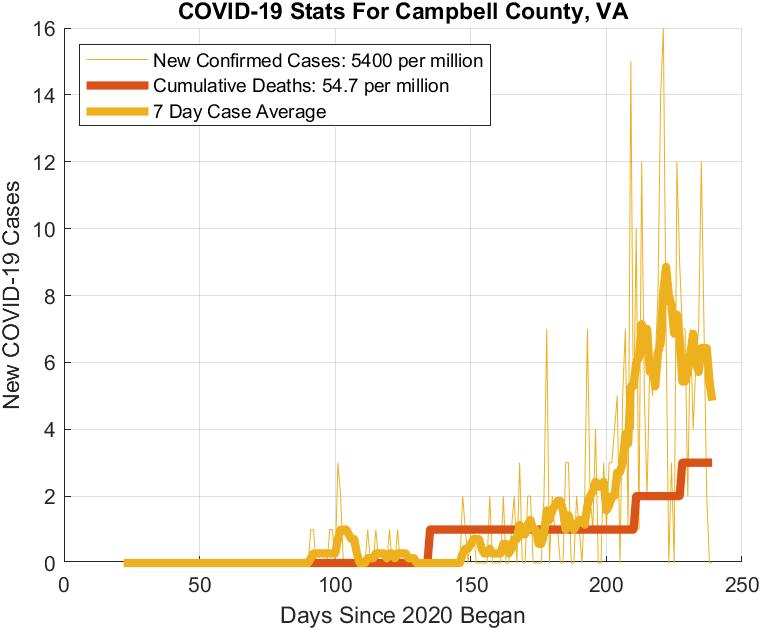 COVID-19 Stats For Campbell County, VA
New Confirmed Cases: 5400 per million
Cumulative Deaths: 54.7 per million
7 Day Case Average
New COVID-19 Cases
16
14
12
10
8
6
4
2
0
0 50 100 150 200 250
Days Since 2020 Began